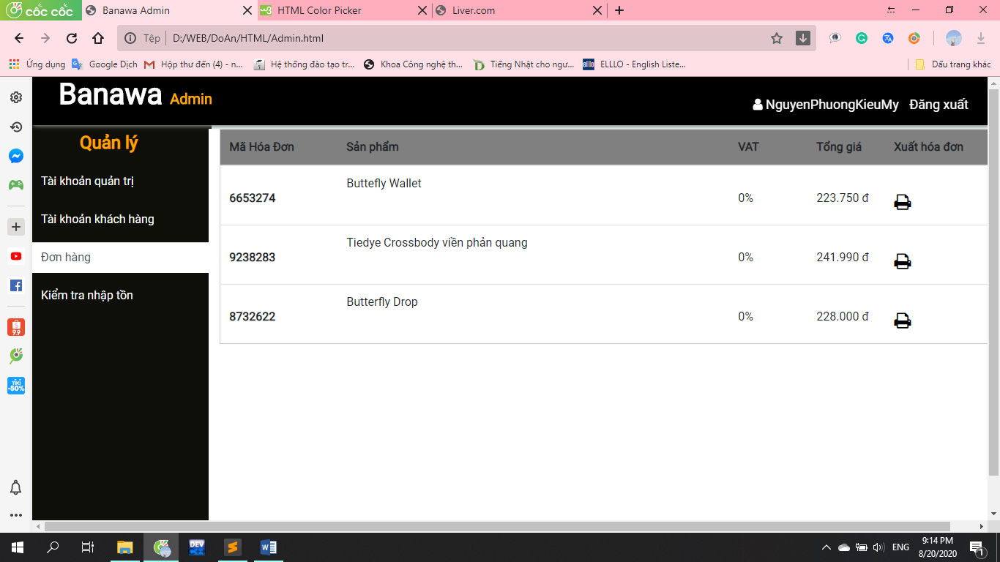 cốc cốc Banawa Admin HTML Color Picker Liver.com
Tệp D:/WEB/DoAn/HTML/Admin.html
Ứng dụng Google Dịch Hộp thư đến (4) - n... Hệ thống đào tạo tr... Khoa Công nghệ th... Tiếng Nhật cho ngư... ELLLO - English Liste... Dấu trang khác
Banawa Admin
NguyenPhuongKieuMy Đăng xuất
Quản lý
Tài khoản quản trị
Tài khoản khách hàng
Đơn hàng
Kiểm tra nhập tồn
Mã Hóa Đơn Sản phẩm VAT Tổng giá Xuất hóa đơn
6653274 Buttefly Wallet 0% 223.750 đ
9238283 Tiedye Crossbody viền phản quang 0% 241.990 đ
8732622 Butterfly Drop 0% 228.000 đ
9.9
TIKI
-50%
DEV
C++
ENG
9:14 PM
8/20/2020
1